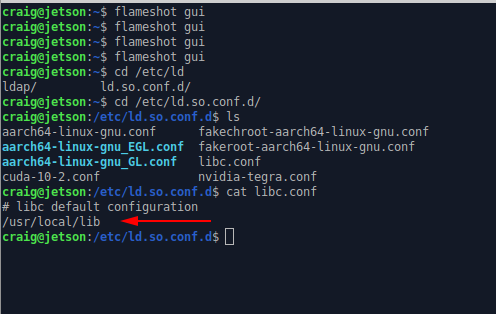 craig@jetson:~$ flameshot gui
craig@jetson:~$ flameshot gui
craig@jetson:~$ flameshot gui
craig@jetson:~$ flameshot gui
craig@jetson:~$ cd /etc/ld
ldap/ ld.so.conf.d/
craig@jetson:~$ cd /etc/ld.so.conf.d/
craig@jetson:/etc/ld.so.conf.d$ ls
aarch64-linux-gnu.conf fakechroot-aarch64-linux-gnu.conf
aarch64-linux-gnu_EGL.conf fakeroot-aarch64-linux-gnu.conf
aarch64-linux-gnu_GL.conf libc.conf
cuda-10-2.conf nvidia-tegra.conf
craig@jetson:/etc/ld.so.conf.d$ cat libc.conf
# libc default configuration
/usr/local/lib
craig@jetson:/etc/ld.so.conf.d$